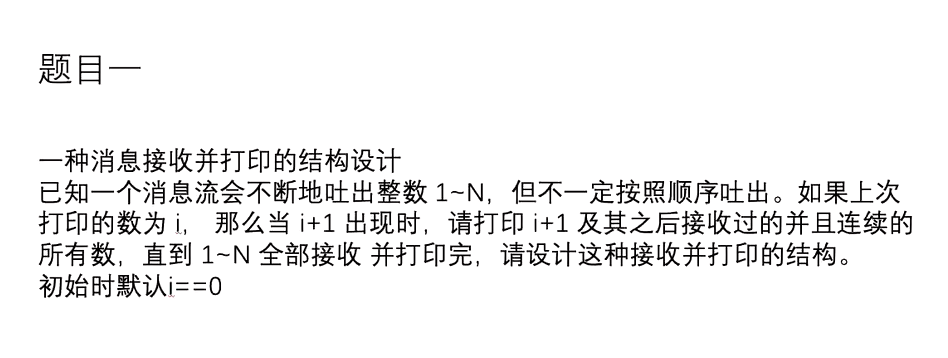 题目一
一种消息接收并打印的结构设计
已知一个消息流会不断地吐出整数 1~N，但不一定按照顺序吐出。如果上次
打印的数为 i， 那么当 i+1 出现时，请打印 i+1 及其之后接收过的并且连续的
所有数，直到 1~N 全部接收 并打印完，请设计这种接收并打印的结构。
初始时默认i==0